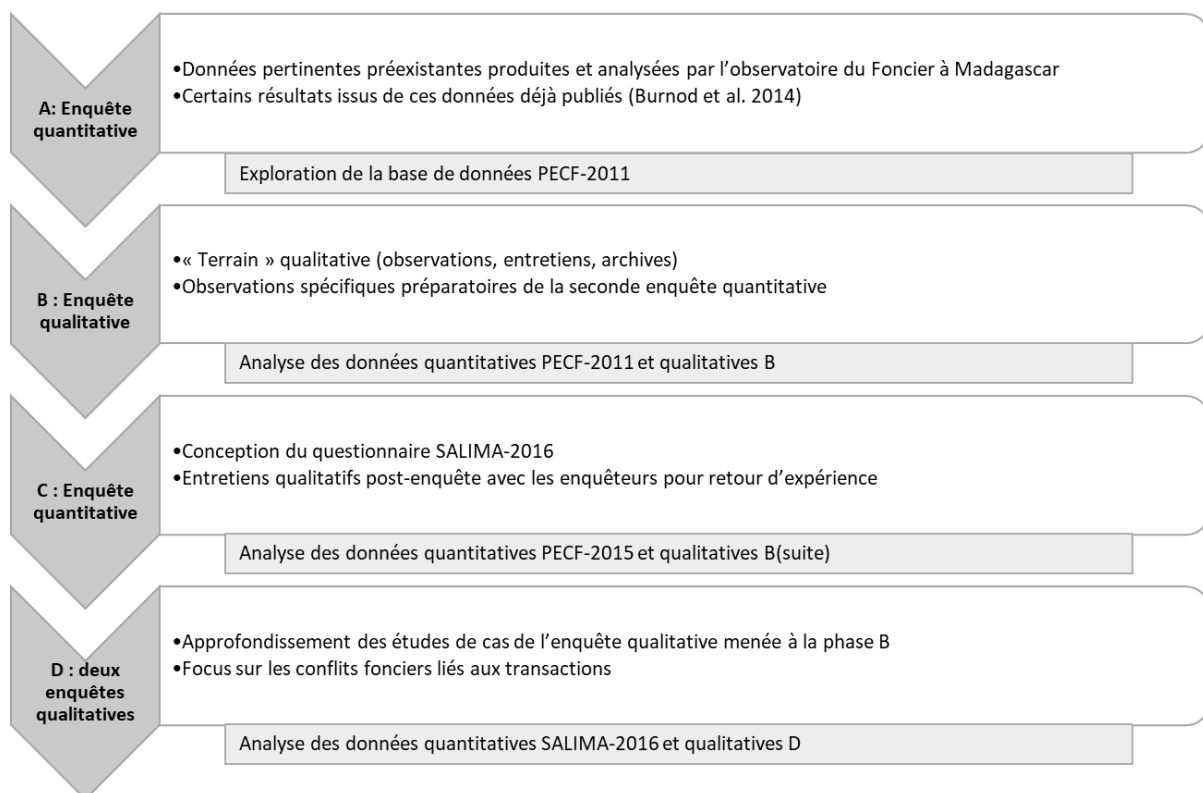 A: Enquête
quantitative
•Données pertinentes préexistantes produites et analysées par l’observatoire du Foncier à Madagascar
•Certains résultats issus de ces données déjà publiés (Burnod et al. 2014)
Exploration de la base de données PECF-2011
B : Enquête
qualitative
•« Terrain » qualitative (observations, entretiens, archives)
•Observations spécifiques préparatoires de la seconde enquête quantitative
Analyse des données quantitatives PECF-2011 et qualitatives B
C : Enquête
quantitative
•Conception du questionnaire SALIMA-2016
•Entretiens qualitatifs post-enquête avec les enquêteurs pour retour d’expérience
Analyse des données quantitatives PECF-2015 et qualitatives B(suite)
D : deux
enquêtes
qualitatives
•Approfondissement des études de cas de l’enquête qualitative menée à la phase B
•Focus sur les conflits fonciers liés aux transactions
Analyse des données quantitatives SALIMA-2016 et qualitatives D